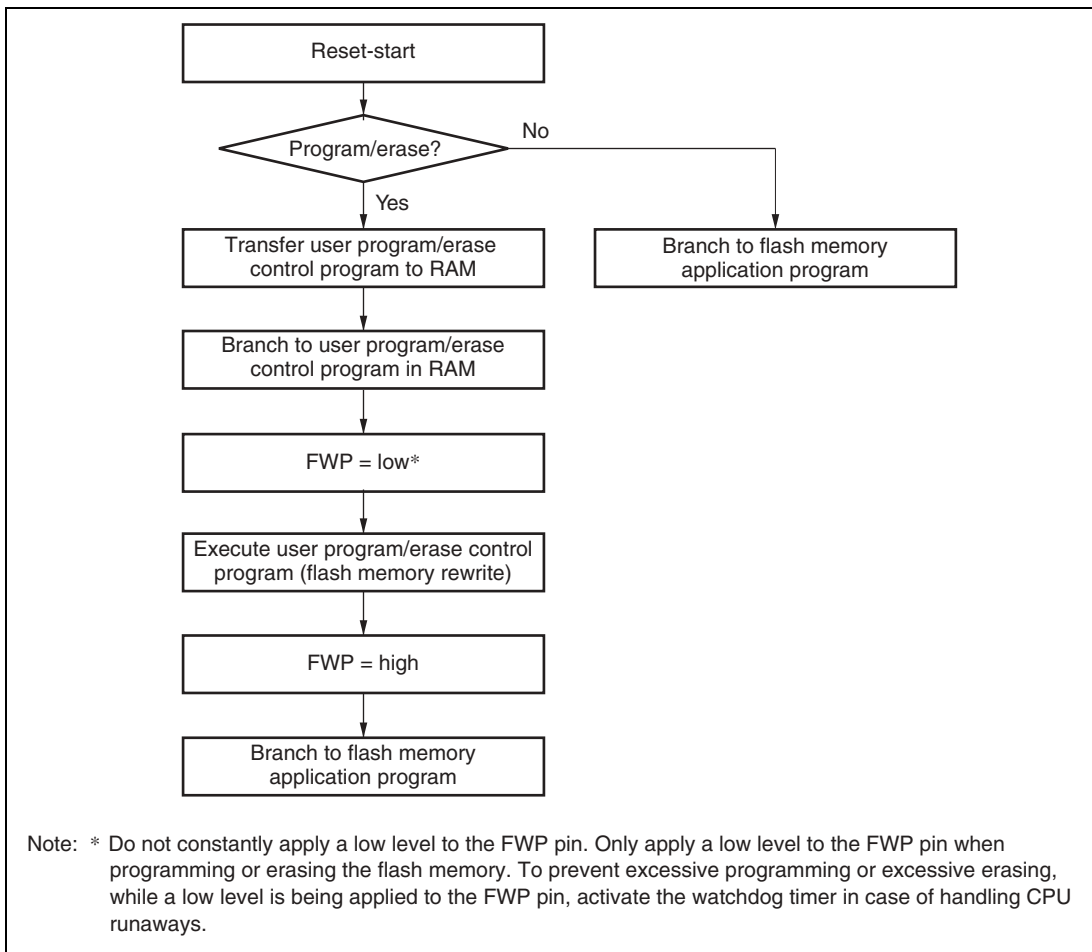 Reset-start
Program/erase?
No
Yes
Transfer user program/erase
control program to RAM
Branch to flash memory
application program
Branch to user program/erase
control program in RAM
FWP = low*
Execute user program/erase control
program (flash memory rewrite)
FWP = high
Branch to flash memory
application program
Note: * Do not constantly apply a low level to the FWP pin. Only apply a low level to the FWP pin when
programming or erasing the flash memory. To prevent excessive programming or excessive erasing,
while a low level is being applied to the FWP pin, activate the watchdog timer in case of handling CPU
runaways.